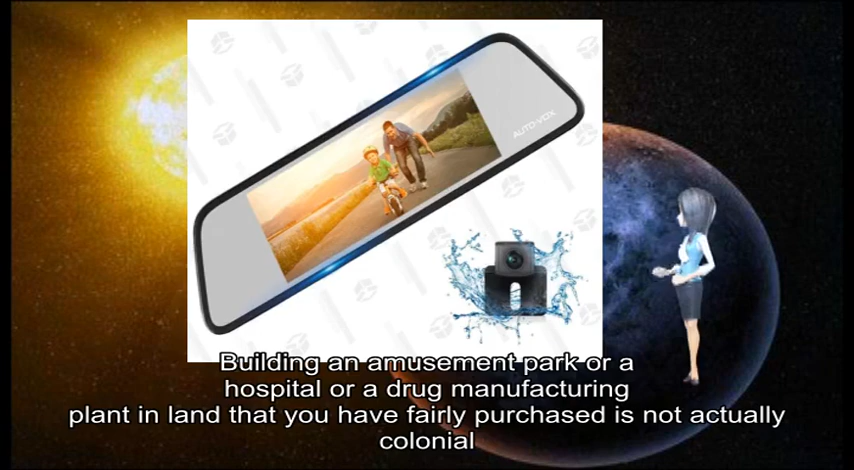 AUTO-VOX
Building an amusement park or a
hospital or a drug manufacturing
plant in land that you have fairly purchased is not actually
colonial